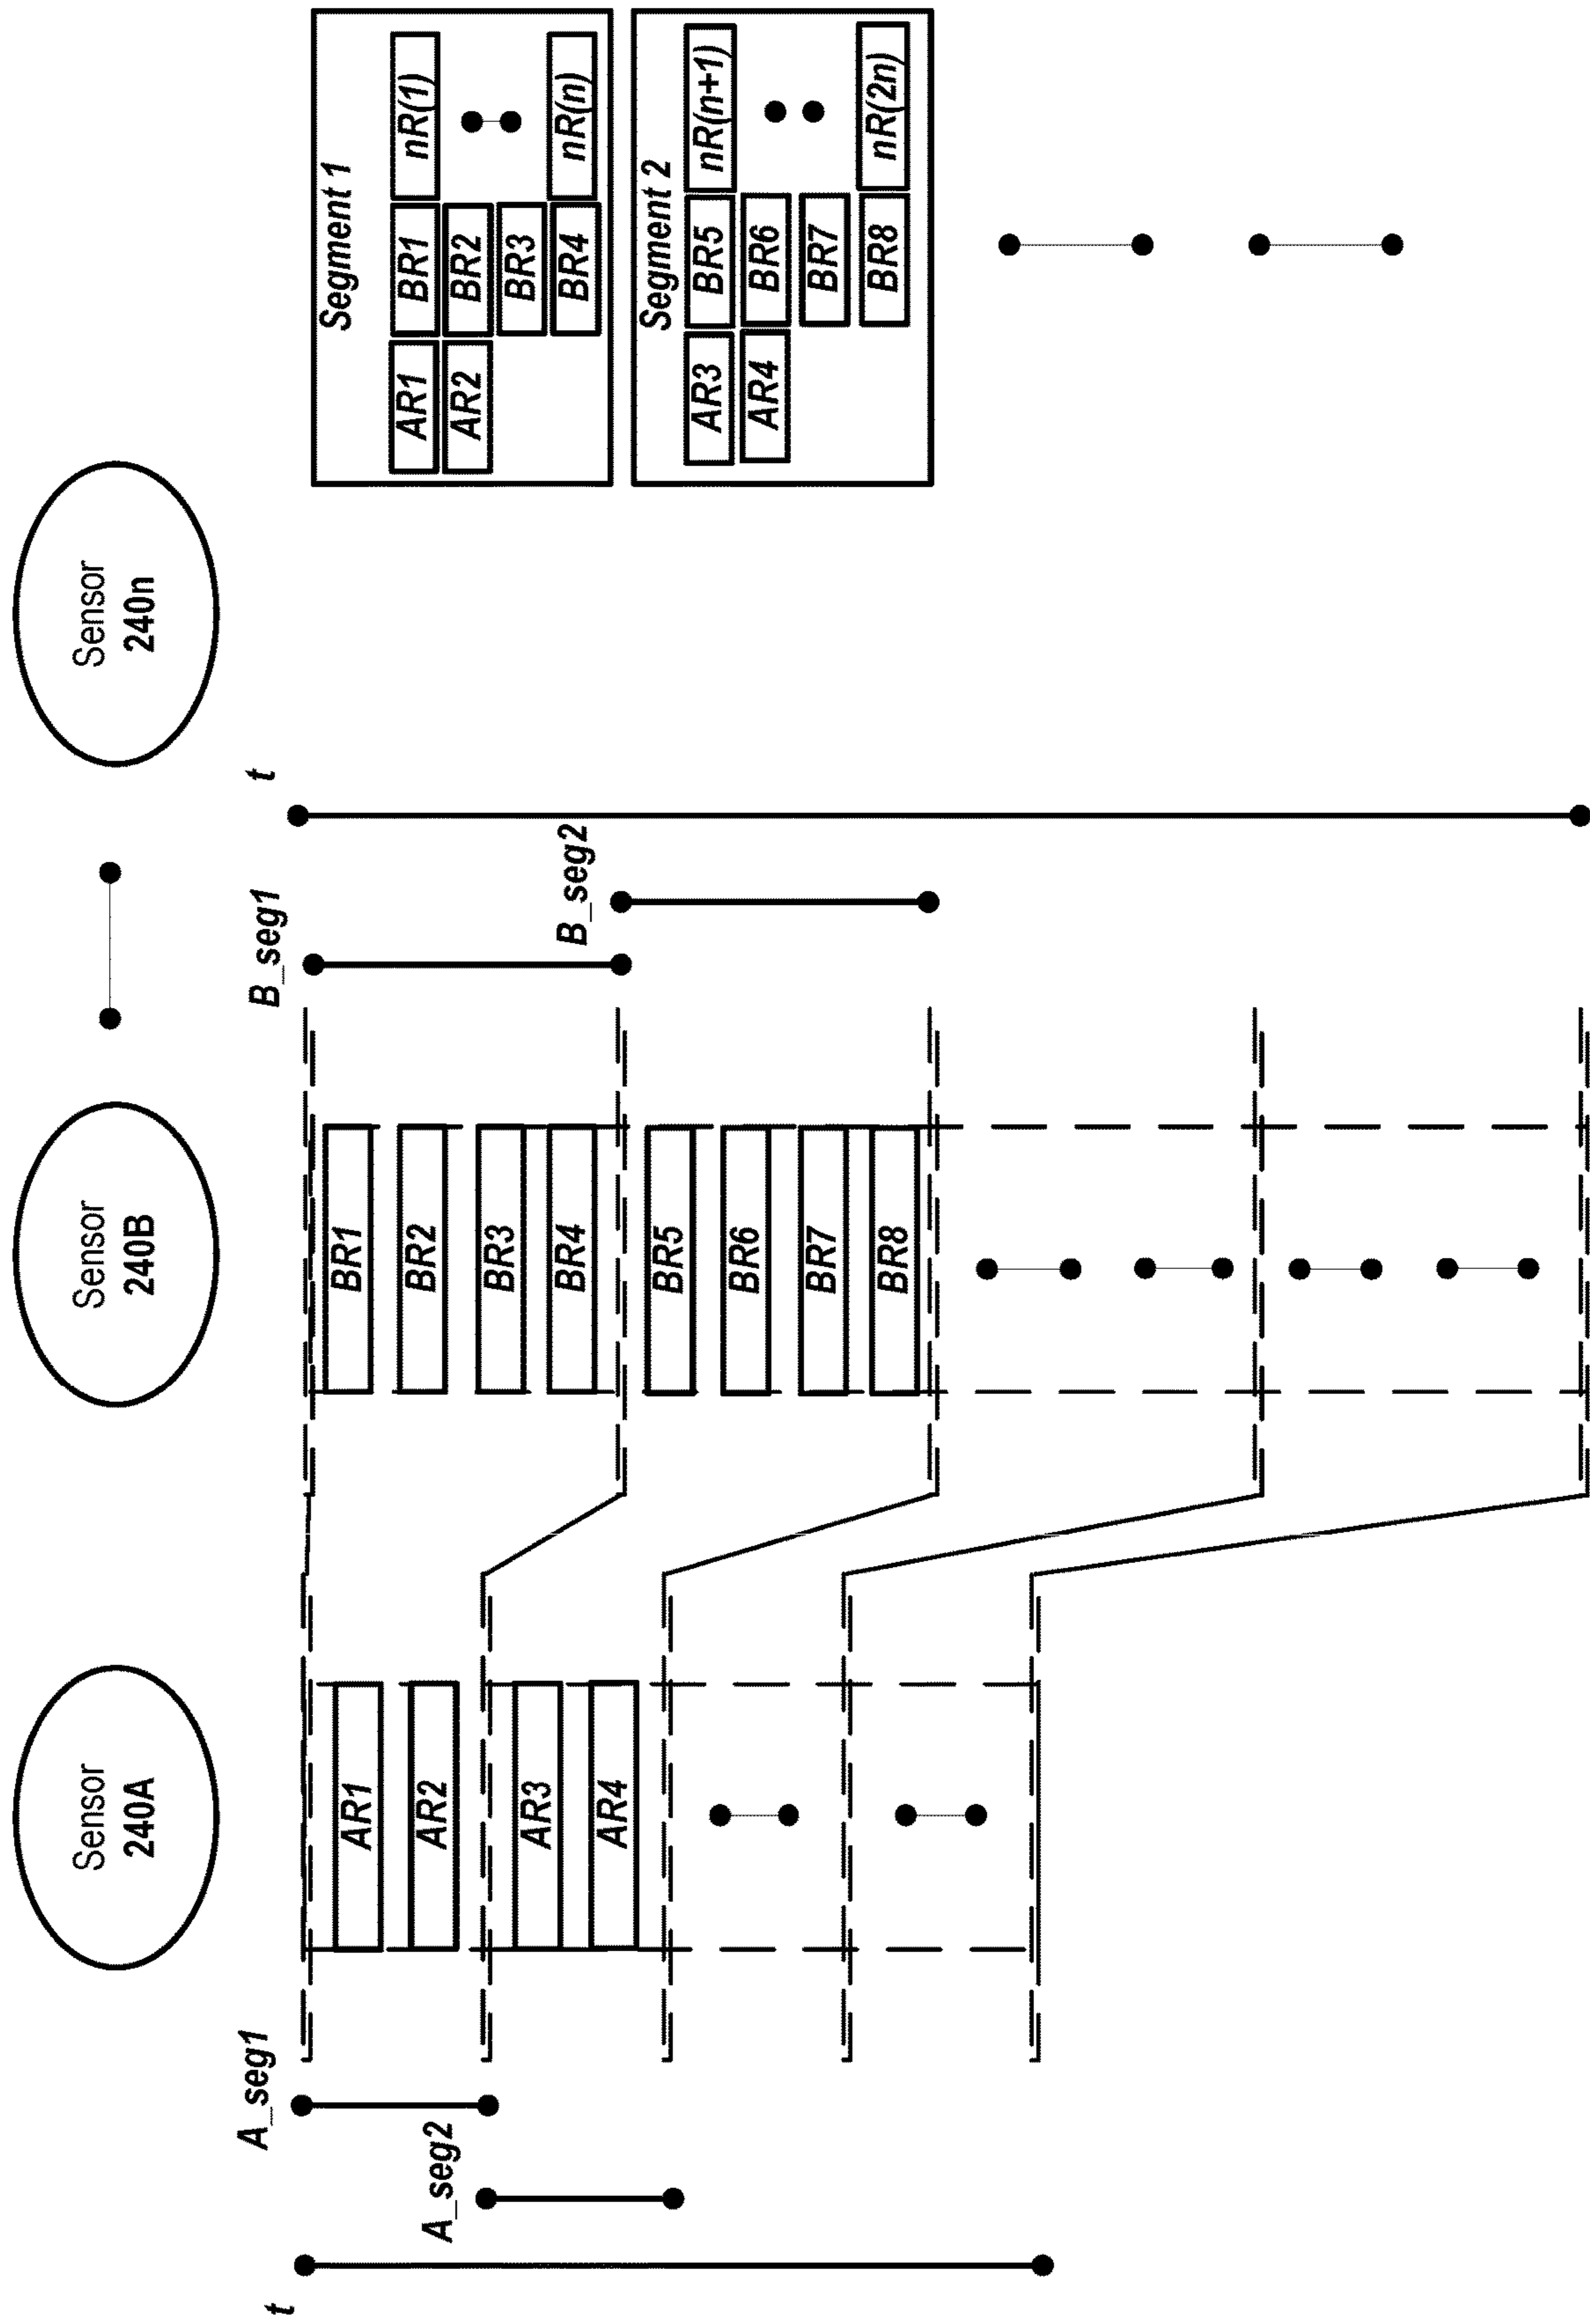 Sensor
240A
Sensor
240B
Sensor
240n
t
A_seg1
A_seg2
AR1
AR2
AR3
AR4
BR1
BR2
BR3
BR4
BR5
BR6
BR7
BR8
B_seg1
B_seg2
t
Segment 1
AR1 BR1 nR(1)
AR2 BR2
BR3
BR4 nR(n)
Segment 2
AR3 BR5 nR(n+1)
AR4 BR6
BR7
BR8 nR(2n)